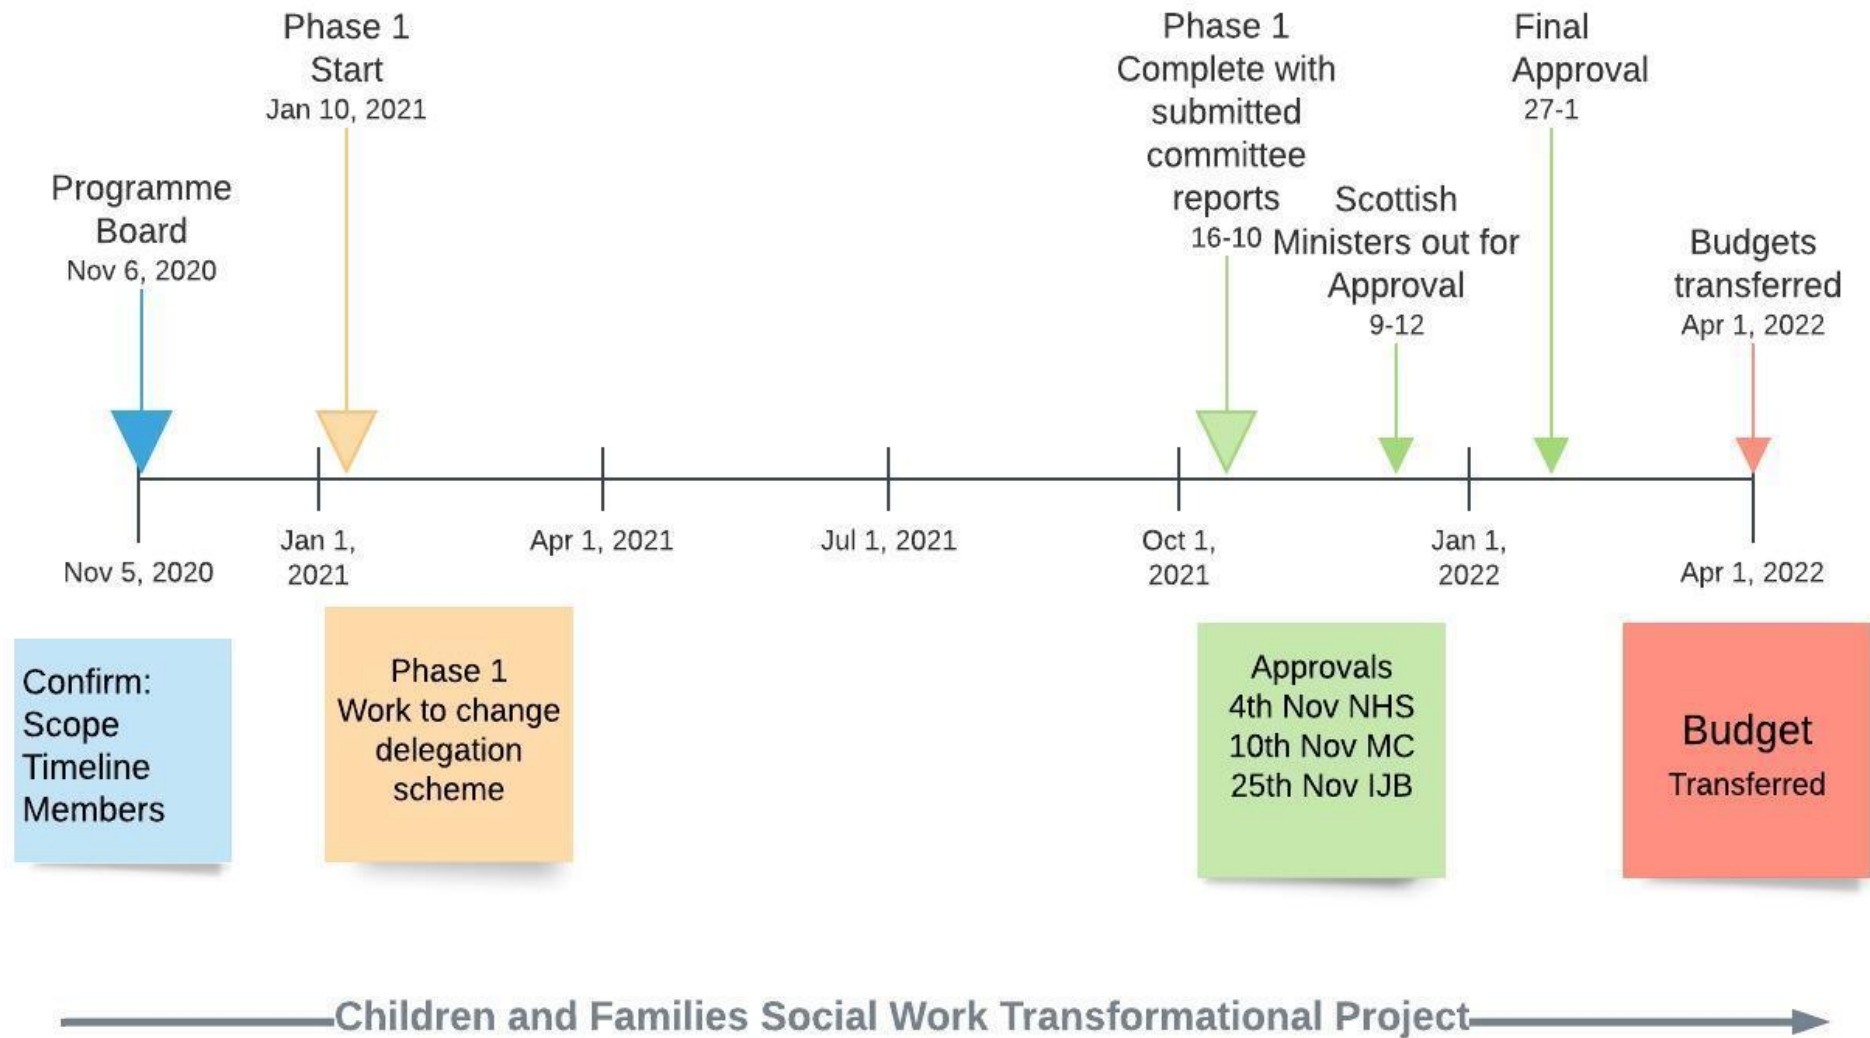 Phase 1
Start
Jan 10, 2021
Programme
Board
Nov 6, 2020
Phase 1
Complete with
submitted
committee
reports
16-10
Scottish
Ministers out for
Approval
9-12
Final
Approval
27-1
Budgets
transferred
Apr 1, 2022
Nov 5, 2020
Jan 1,
2021
Apr 1, 2021
Jul 1, 2021
Oct 1,
2021
Jan 1,
2022
Apr 1, 2022
Confirm:
Scope
Timeline
Members
Phase 1
Work to change
delegation
scheme
Approvals
4th Nov NHS
10th Nov MC
25th Nov IJB
Budget
Transferred
Children and Families Social Work Transformational Project